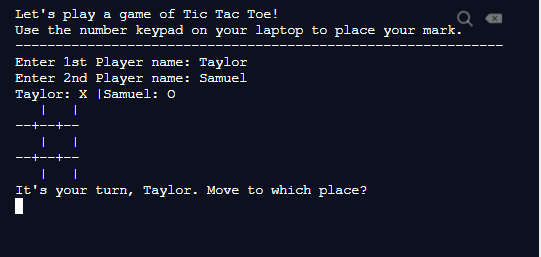 Let's play a game of Tic Tac Toe!
Use the number keypad on your laptop to place your mark.
-------------------------------------------------------------
Enter 1st Player name: Taylor
Enter 2nd Player name: Samuel
Taylor: X |Samuel: O
   |   |
--+--+--
   |   |
--+--+--
   |   |
It's your turn, Taylor. Move to which place?